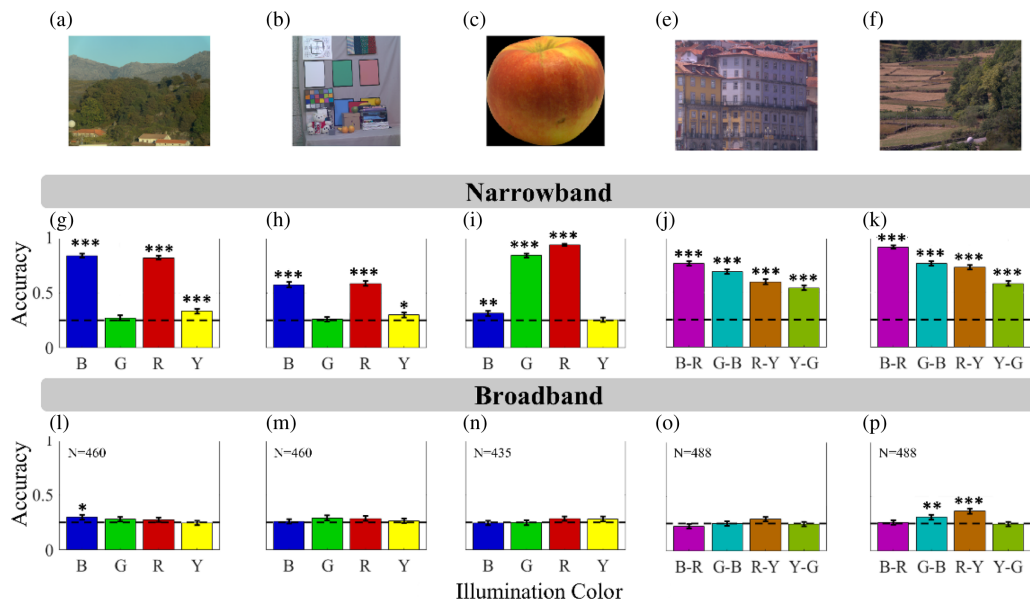 (a) (b) (c) (e) (f)
Narrowband
(g) (h) (i) (j) (k)
Accuracy
1
0.5
0
*** *** ***
B G R Y
*** *** *
B G R Y
** *** ***
B G R Y
*** *** *** ***
B-R G-B R-Y Y-G
*** *** *** ***
B-R G-B R-Y Y-G
Broadband
(l) (m) (n) (o) (p)
Accuracy
1
0.5
0
N=460
*
B G R Y
N=460
B G R Y
N=435
B G R Y
N=488
B-R G-B R-Y Y-G
N=488
** ***
B-R G-B R-Y Y-G
Illumination Color